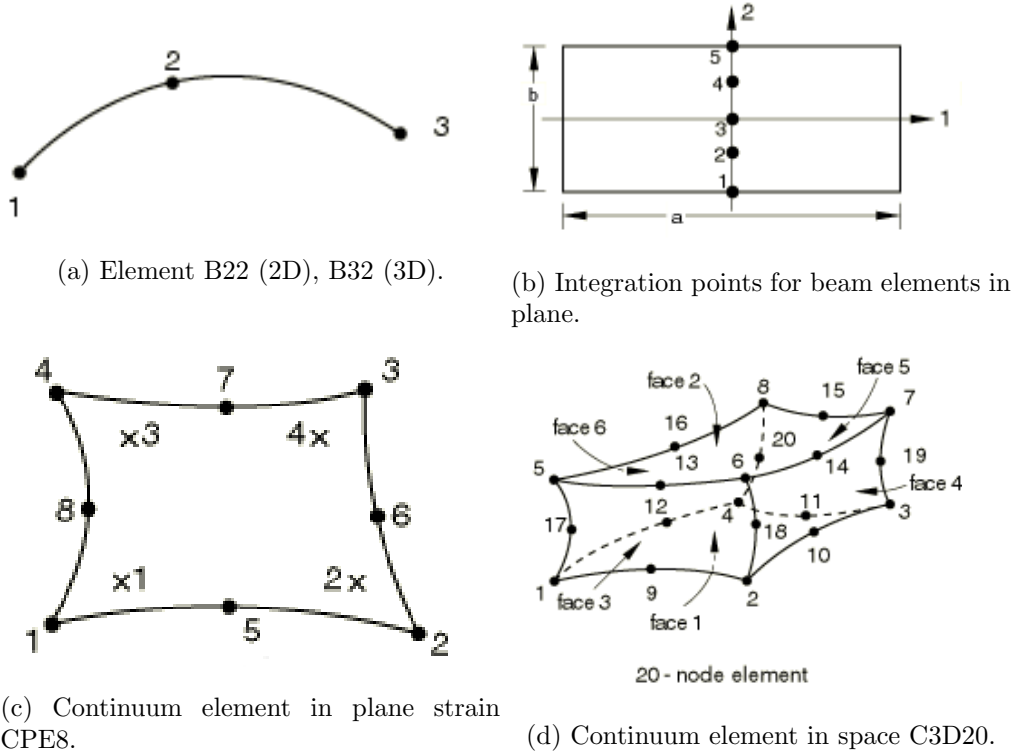 2
1
3
(a) Element B22 (2D), B32 (3D).
2
5
4
b
3
1
2
1
a
(b) Integration points for beam elements in
plane.
4
7
3
x3
4x
8
6
x1
2x
1
5
2
(c) Continuum element in plane strain
CPE8.
face 5
face 2
8
15
7
16
face 6
20
13
6
14
19
5
face 4
12
4
11
3
17
18
10
1
face 3
9
2
face 1
20 - node element
(d) Continuum element in space C3D20.